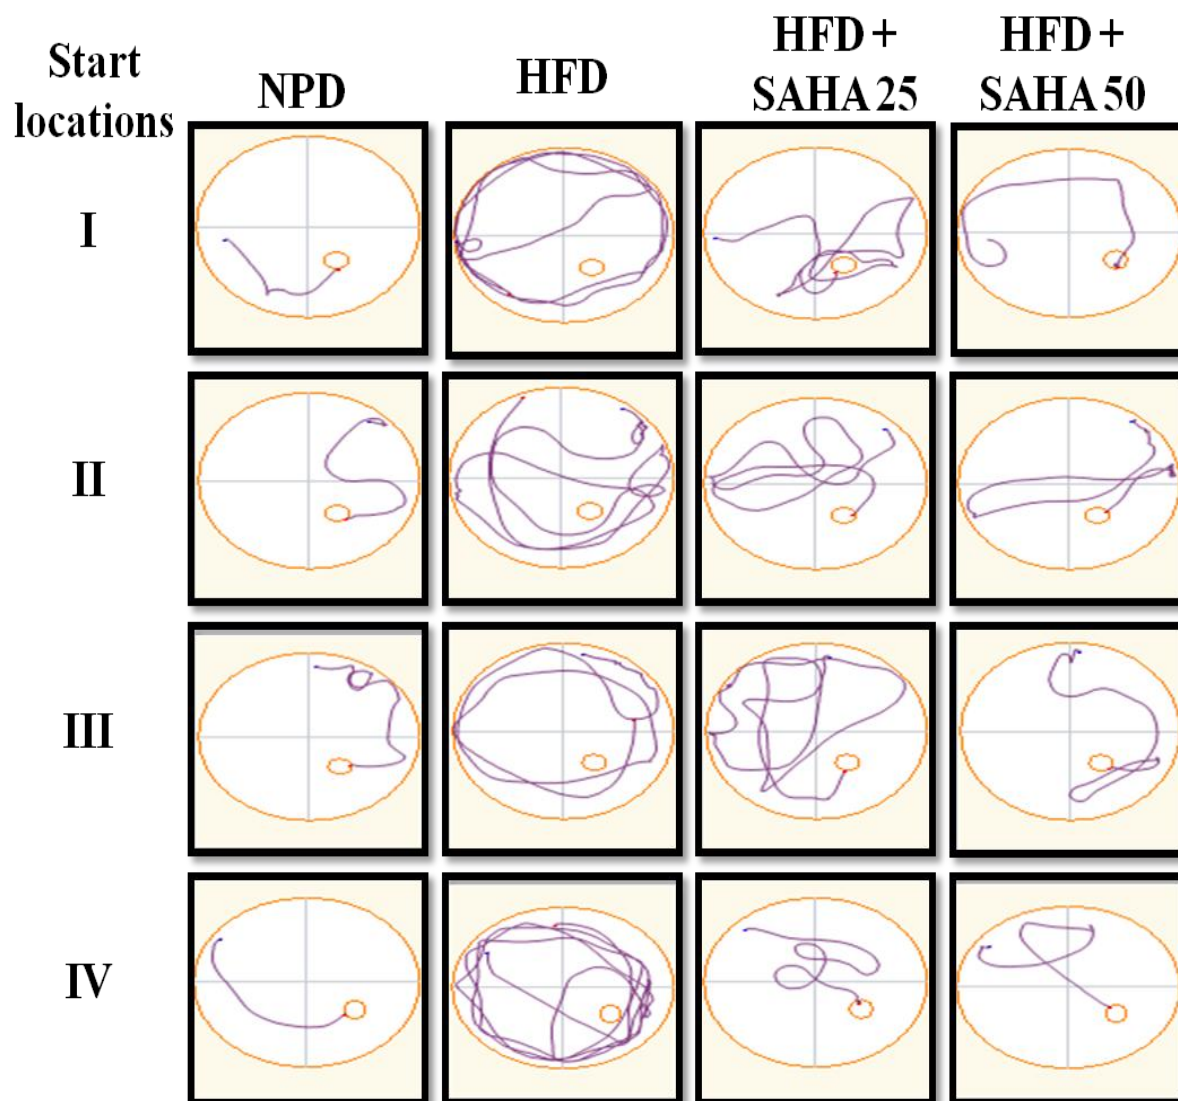 Start
locations
NPD
HFD
HFD +
SAHA 25
HFD +
SAHA 50
I
II
III
IV